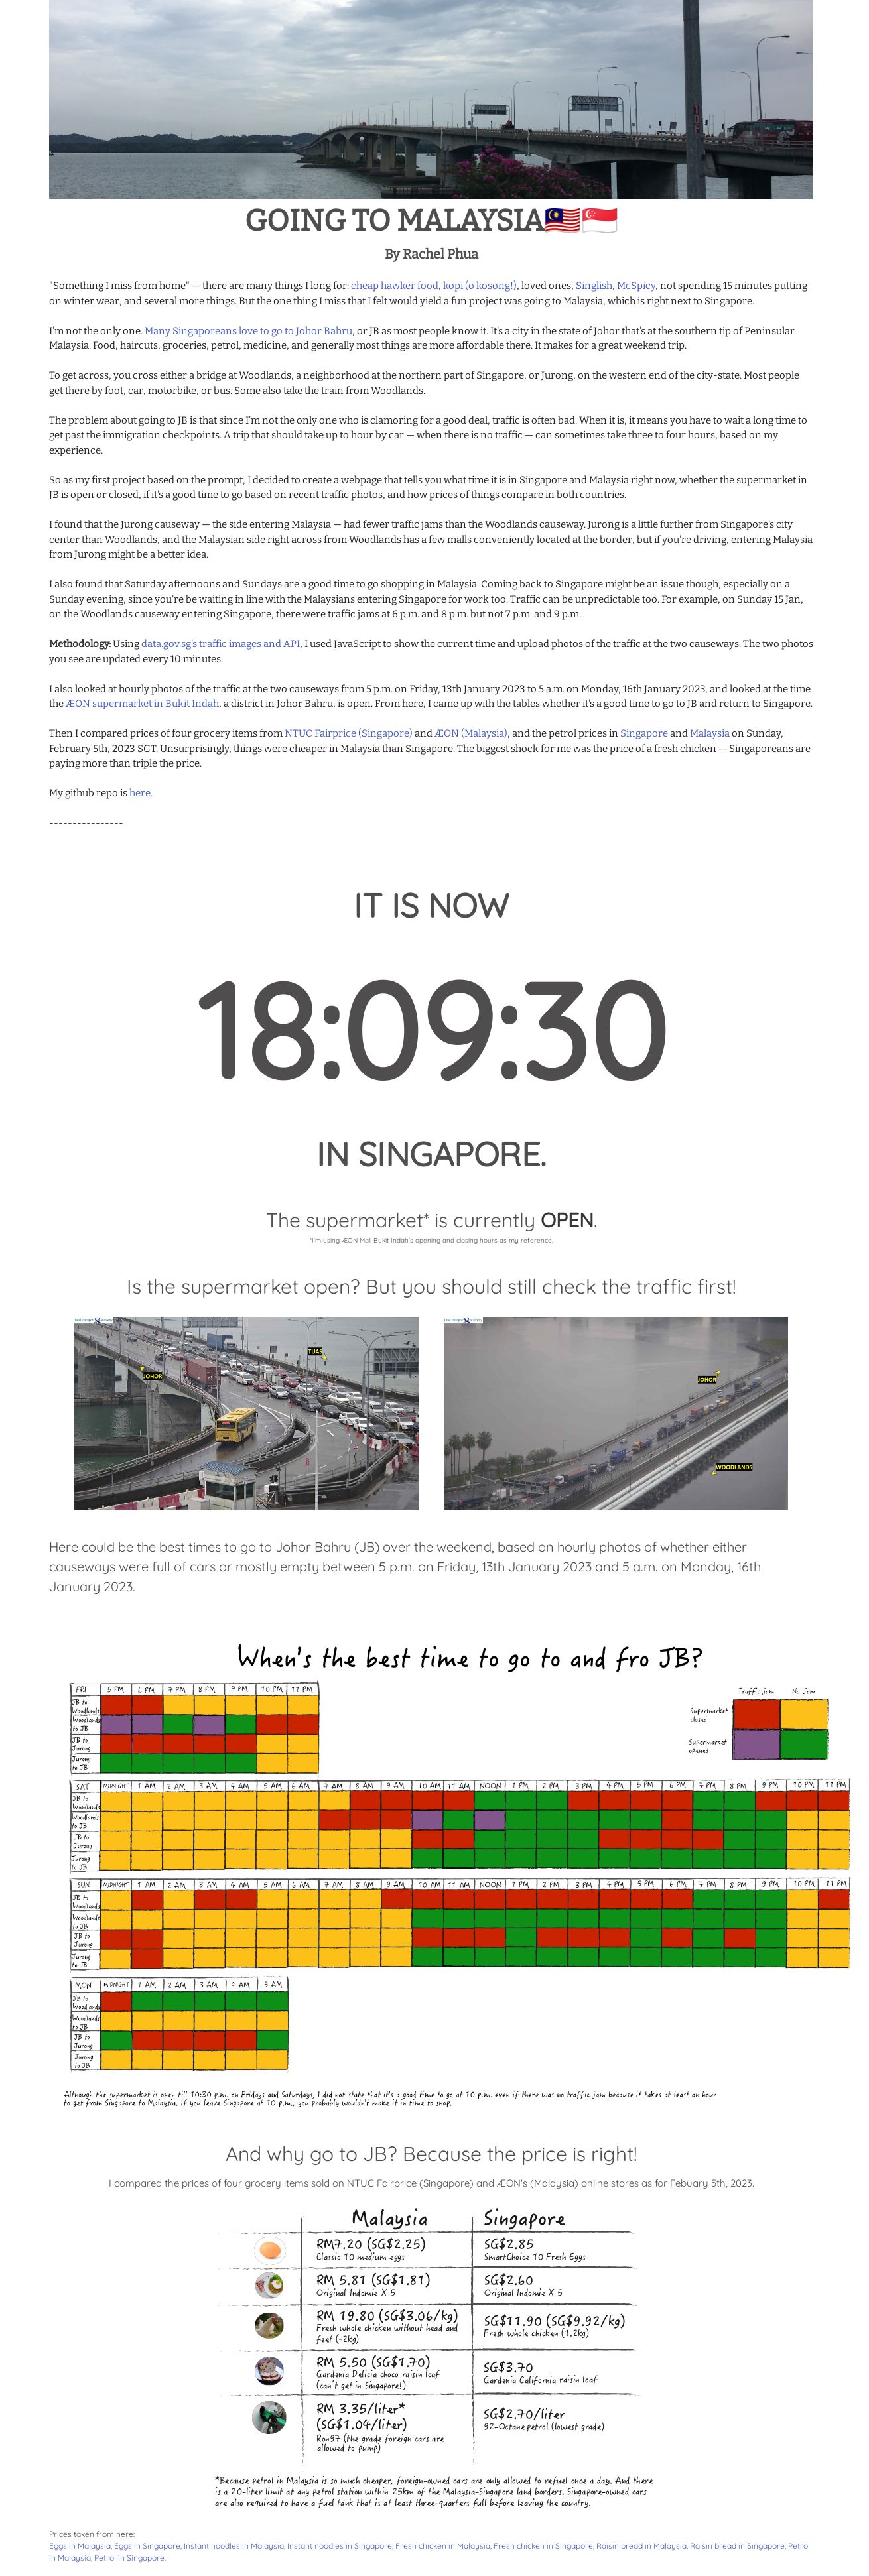 GOING TO MALAYSIA🇲🇾🇸🇬
By Rachel Phua
"Something I miss from home" — there are many things I long for: cheap hawker food, kopi (o kosong!), loved ones, Singlish, McSpicy, not spending 15 minutes putting
on winter wear, and several more things. But the one thing I miss that I felt would yield a fun project was going to Malaysia, which is right next to Singapore.
I'm not the only one. Many Singaporeans love to go to Johor Bahru, or JB as most people know it. It's a city in the state of Johor that's at the southern tip of Peninsular
Malaysia. Food, haircuts, groceries, petrol, medicine, and generally most things are more affordable there. It makes for a great weekend trip.
To get across, you cross either a bridge at Woodlands, a neighborhood at the northern part of Singapore, or Jurong, on the western end of the city-state. Most people
get there by foot, car, motorbike, or bus. Some also take the train from Woodlands.
The problem about going to JB is that since I'm not the only one who is clamoring for a good deal, traffic is often bad. When it is, it means you have to wait a long time to
get past the immigration checkpoints. A trip that should take up to hour by car — when there is no traffic — can sometimes take three to four hours, based on my
experience.
So as my first project based on the prompt, I decided to create a webpage that tells you what time it is in Singapore and Malaysia right now, whether the supermarket in
JB is open or closed, if it's a good time to go based on recent traffic photos, and how prices of things compare in both countries.
I found that the Jurong causeway — the side entering Malaysia — had fewer traffic jams than the Woodlands causeway. Jurong is a little further from Singapore's city
center than Woodlands, and the Malaysian side right across from Woodlands has a few malls conveniently located at the border, but if you're driving, entering Malaysia
from Jurong might be a better idea.
I also found that Saturday afternoons and Sundays are a good time to go shopping in Malaysia. Coming back to Singapore might be an issue though, especially on a
Sunday evening, since you're be waiting in line with the Malaysians entering Singapore for work too. Traffic can be unpredictable too. For example, on Sunday 15 Jan,
on the Woodlands causeway entering Singapore, there were traffic jams at 6 p.m. and 8 p.m. but not 7 p.m. and 9 p.m.
Methodology: Using data.gov.sg's traffic images and API, I used JavaScript to show the current time and upload photos of the traffic at the two causeways. The two photos
you see are updated every 10 minutes.
I also looked at hourly photos of the traffic at the two causeways from 5 p.m. on Friday, 13th January 2023 to 5 a.m. on Monday, 16th January 2023, and looked at the time
the ÆON supermarket in Bukit Indah, a district in Johor Bahru, is open. From here, I came up with the tables whether it's a good time to go to JB and return to Singapore.
Then I compared prices of four grocery items from NTUC Fairprice (Singapore) and ÆON (Malaysia), and the petrol prices in Singapore and Malaysia on Sunday,
February 5th, 2023 SGT. Unsurprisingly, things were cheaper in Malaysia than Singapore. The biggest shock for me was the price of a fresh chicken — Singaporeans are
paying more than triple the price.
My github repo is here.
----------------
IT IS NOW
18:09:30
IN SINGAPORE.
The supermarket* is currently OPEN.
*I'm using ÆON Mall Bukit Indah's opening and closing hours as my reference.
Is the supermarket open? But you should still check the traffic first!
TUAS
JOHOR
JOHOR
WOODLANDS
Here could be the best times to go to Johor Bahru (JB) over the weekend, based on hourly photos of whether either
causeways were full of cars or mostly empty between 5 p.m. on Friday, 13th January 2023 and 5 a.m. on Monday, 16th
January 2023.
When's the best time to go to and fro JB?
Traffic jam No Jam
Supermarket
closed
Supermarket
opened
FRI 5 PM 6 PM 7 PM 8 PM 9 PM 10 PM 11 PM
JB to
Woodlands
Woodlands
to JB
JB to
Jurong
Jurong
to JB
SAT MIDNIGHT 1 AM 2 AM 3 AM 4 AM 5 AM 6 AM 7 AM 8 AM 9 AM 10 AM 11 AM NOON 1 PM 2 PM 3 PM 4 PM 5 PM 6 PM 7 PM 8 PM 9 PM 10 PM 11 PM
JB to
Woodlands
Woodlands
to JB
JB to
Jurong
Jurong
to JB
SUN MIDNIGHT 1 AM 2 AM 3 AM 4 AM 5 AM 6 AM 7 AM 8 AM 9 AM 10 AM 11 AM NOON 1 PM 2 PM 3 PM 4 PM 5 PM 6 PM 7 PM 8 PM 9 PM 10 PM 11 PM
JB to
Woodlands
Woodlands
to JB
JB to
Jurong
Jurong
to JB
MON MIDNIGHT 1 AM 2 AM 3 AM 4 AM 5 AM
JB to
Woodlands
Woodlands
to JB
JB to
Jurong
Jurong
to JB
Although the supermarket is open till 10:30 p.m. on Fridays and Saturdays, I did not state that it's a good time to go at 10 p.m. even if there was no traffic jam because it takes at least an hour
to get from Singapore to Malaysia. If you leave Singapore at 10 p.m., you probably wouldn't make it in time to shop.
And why go to JB? Because the price is right!
I compared the prices of four grocery items sold on NTUC Fairprice (Singapore) and ÆON's (Malaysia) online stores as for Febuary 5th, 2023.
Malaysia Singapore
RM7.20 (SG$2.25)
Classic 10 medium eggs
SG$2.85
SmartChoice 10 Fresh Eggs
RM 5.81 (SG$1.81)
Original Indomie X 5
SG$2.60
Original Indomie X 5
RM 19.80 (SG$3.06/kg)
Fresh whole chicken without head and
feet (~2kg)
SG$11.90 (SG$9.92/kg)
Fresh whole chicken (1.2kg)
RM 5.50 (SG$1.70)
Gardenia Delicia choco raisin loaf
(can't get in Singapore!)
SG$3.70
Gardenia California raisin loaf
RM 3.35/liter*
(SG$1.04/liter)
Ron97 (the grade foreign cars are
allowed to pump)
SG$2.70/liter
92-Octane petrol (lowest grade)
*Because petrol in Malaysia is so much cheaper, foreign-owned cars are only allowed to refuel once a day. And there
is a 20-liter limit at any petrol station within 25km of the Malaysia-Singapore land borders. Singapore-owned cars
are also required to have a fuel tank that is at least three-quarters full before leaving the country.
Prices taken from here:
Eggs in Malaysia, Eggs in Singapore, Instant noodles in Malaysia, Instant noodles in Singapore, Fresh chicken in Malaysia, Fresh chicken in Singapore, Raisin bread in Malaysia, Raisin bread in Singapore, Petrol
in Malaysia, Petrol in Singapore.